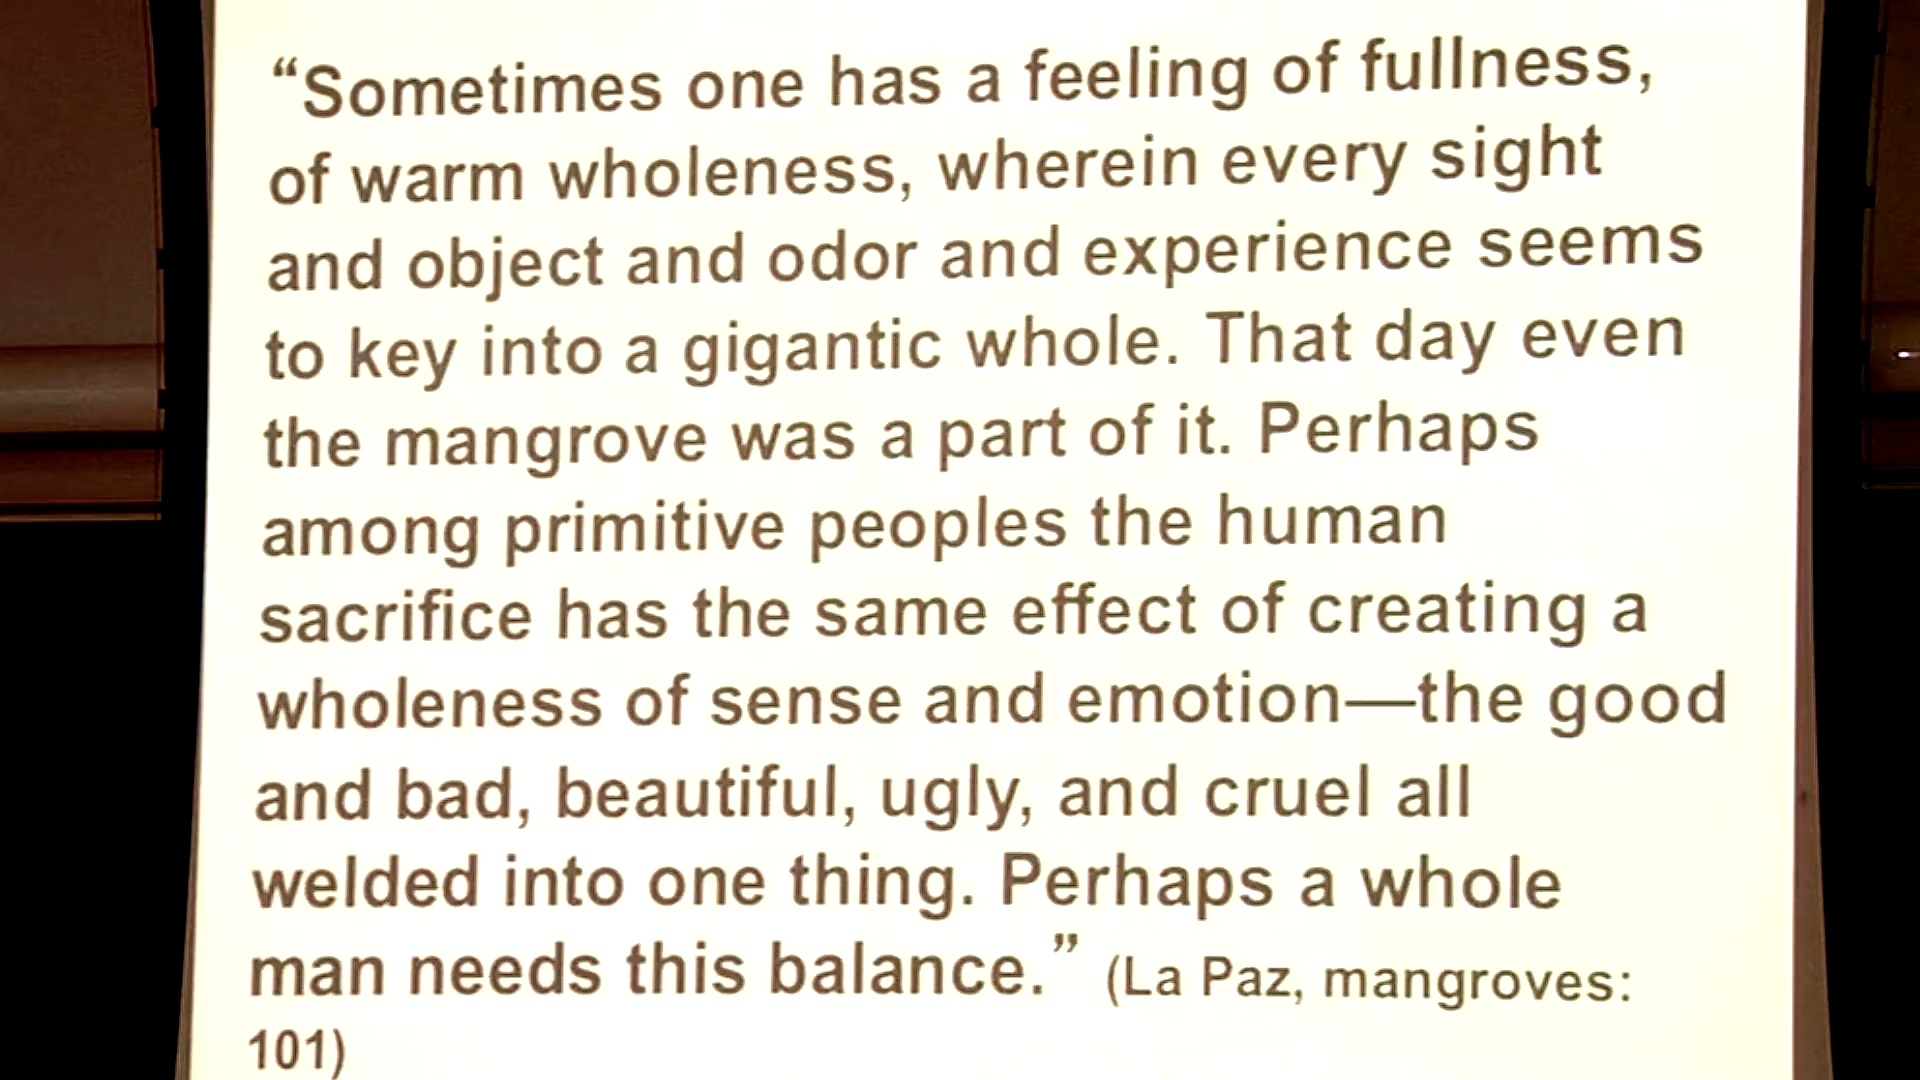 “Sometimes one has a feeling of fullness,
of warm wholeness, wherein every sight
and object and odor and experience seems
to key into a gigantic whole. That day even
the mangrove was a part of it. Perhaps
among primitive peoples the human
sacrifice has the same effect of creating a
wholeness of sense and emotion—the good
and bad, beautiful, ugly, and cruel all
welded into one thing. Perhaps a whole
man needs this balance.” (La Paz, mangroves:
101)